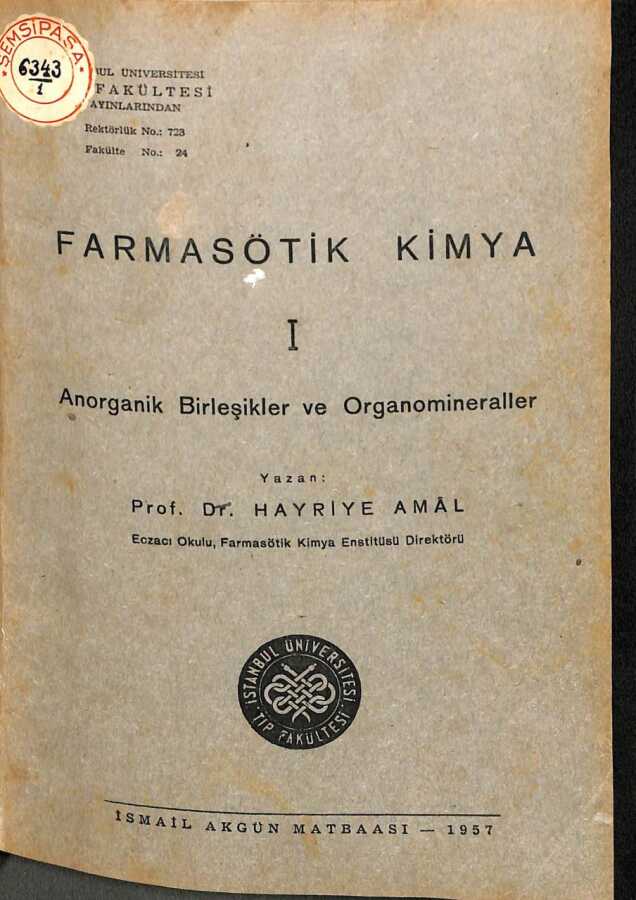 ŞEMSİPAŞA
6343
1
UL ÜNİVERSİTESİ
FAKÜLTESİ
AYINLARINDAN
Rektörlük No.: 723
Fakülte No.: 24
FARMASÖTİK KİMYA
I
Anorganik Birleşikler ve Organomineraller
Yazan:
Prof. Dr. HAYRİYE AMÂL
Eczacı Okulu, Farmasötik Kimya Enstitüsü Direktörü
İSTANBUL ÜNİVERSİTESİ
TIP FAKÜLTESİ
İSMAİL AKGÜN MATBAASI — 1957